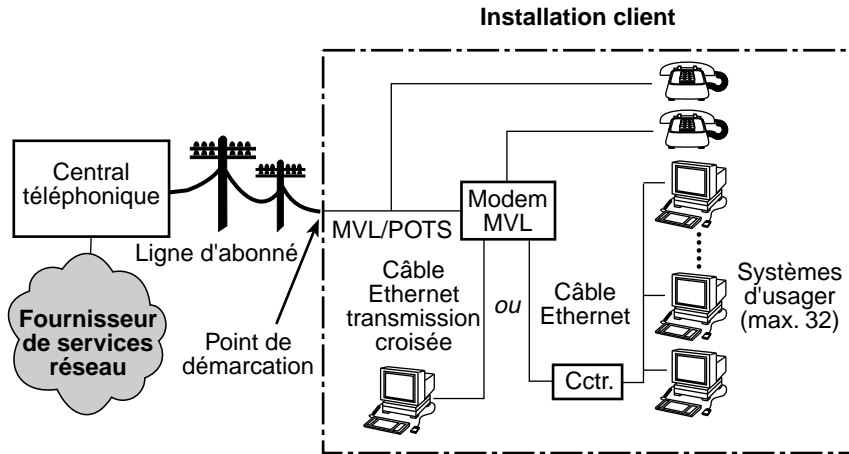 Installation client
Central
téléphonique
Ligne d'abonné
MVL/POTS
Modem
MVL
Fournisseur
de services
réseau
Point de
démarcation
Câble
Ethernet
transmission
croisée
ou
Câble
Ethernet
Cctr.
Systèmes
d'usager
(max. 32)